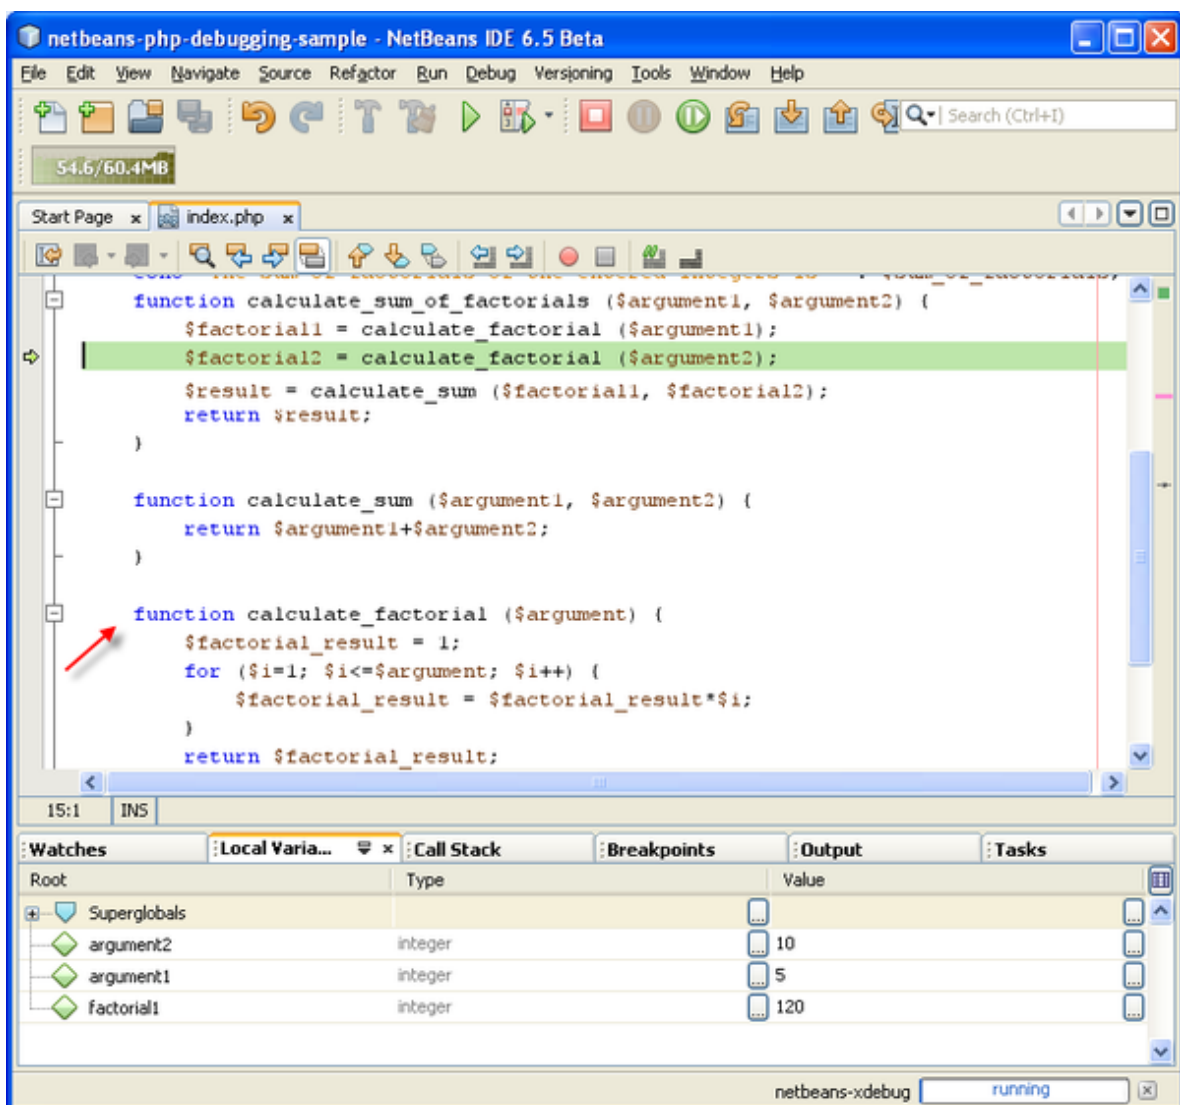 netbeans-php-debugging-sample - NetBeans IDE 6.5 Beta
File Edit View Navigate Source Refactor Run Debug Versioning Tools Window Help
Search (Ctrl+I)
54.6/60.4MB
Start Page x index.php x
function calculate_sum_of_factorials ($argument1, $argument2) {
$factorial1 = calculate_factorial ($argument1);
$factorial2 = calculate_factorial ($argument2);
$result = calculate_sum ($factorial1, $factorial2);
return $result;
}
function calculate_sum ($argument1, $argument2) {
return $argument1+$argument2;
}
function calculate_factorial ($argument) {
$factorial_result = 1;
for ($i=1; $i<=$argument; $i++) {
$factorial_result = $factorial_result*$i;
}
return $factorial_result;
15:1 INS
Watches Local Varia... x Call Stack Breakpoints Output Tasks
Root Type Value
Superglobals ... ...
argument2 integer ... 10 ...
argument1 integer ... 5 ...
factorial1 integer ... 120 ...
netbeans-xdebug running